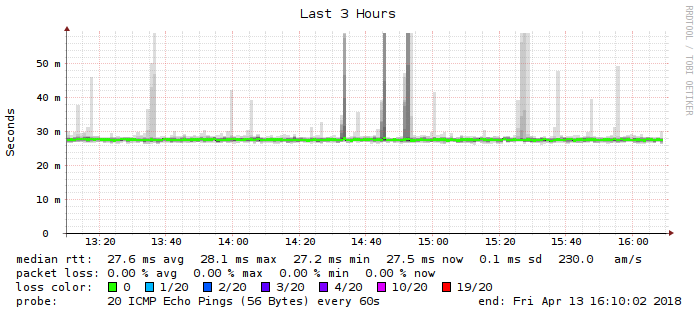 Last 3 Hours
RRDTOOL / TOBI OETIKER
Seconds
50 m
40 m
30 m
20 m
10 m
0
13:20 13:40 14:00 14:20 14:40 15:00 15:20 15:40 16:00
median rtt: 27.6 ms avg 28.1 ms max 27.2 ms min 27.5 ms now 0.1 ms sd 230.0 am/s
packet loss: 0.00 % avg 0.00 % max 0.00 % min 0.00 % now
loss color: 0 1/20 2/20 3/20 4/20 10/20 19/20
probe: 20 ICMP Echo Pings (56 Bytes) every 60s end: Fri Apr 13 16:10:02 2018